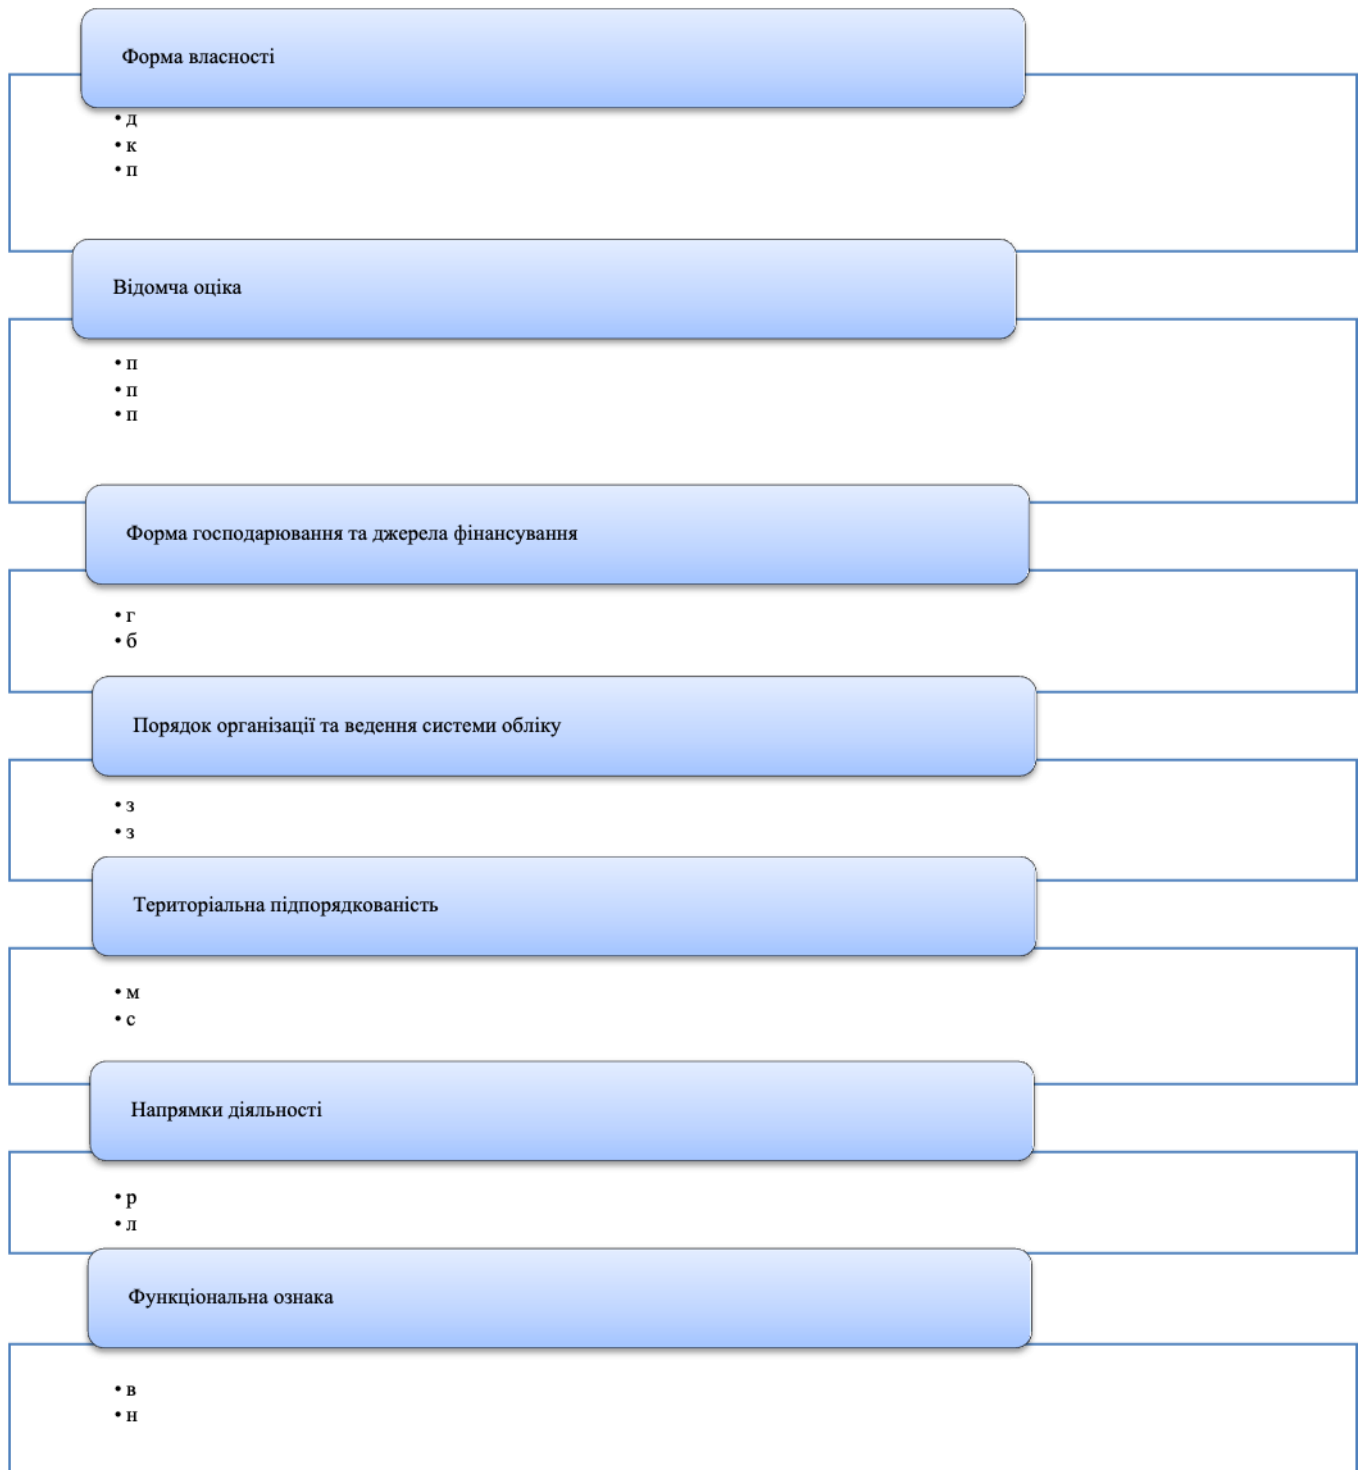 Форма власності
• д
• к
• п
Відомча оціка
• п
• п
• п
Форма господарювання та джерела фінансування
• г
• б
Порядок організації та ведення системи обліку
• з
• з
Територіальна підпорядкованість
• м
• с
Напрямки діяльності
• р
• л
Функціональна ознака
• в
• н